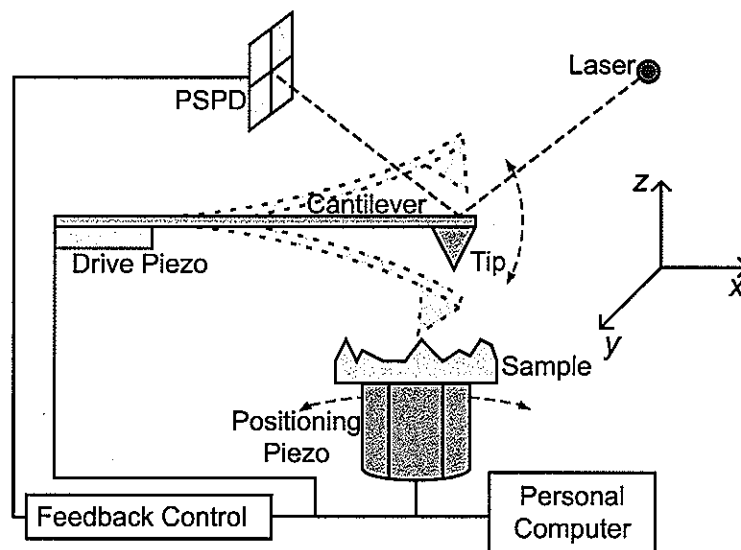 Laser
PSPD
Cantilever
z
Drive Piezo
Tip
x
y
Sample
Positioning
Piezo
Feedback Control
Personal
Computer